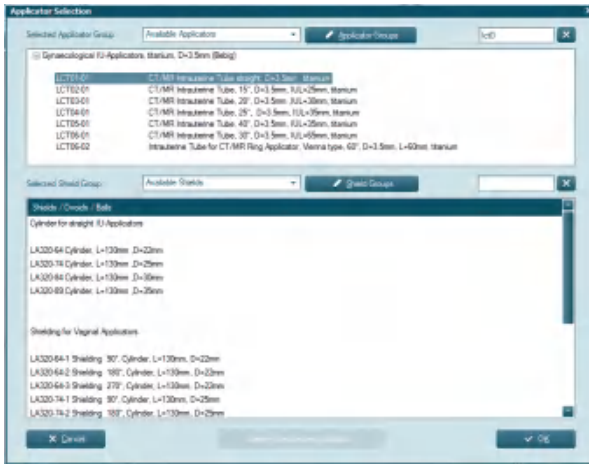 Applicator Selection
Selected Applicator Group: Available Applicators Applicator Groups lct0 X
Gynaecological IU-Applicators, titanium, D=3.5mm (Bebig)
LCT01-01 CT/MR Intrauterine Tube straight, D=3.5mm, titanium
LCT02-01 CT/MR Intrauterine Tube, 15°, D=3.5mm, IUL=25mm, titanium
LCT03-01 CT/MR Intrauterine Tube, 20°, D=3.5mm, titanium
LCT04-01 CT/MR Intrauterine Tube, 25°, D=3.5mm, titanium
LCT05-01 CT/MR Intrauterine Tube, 40°, D=3.5mm, titanium
LCT06-01 CT/MR Intrauterine Tube, 30°, D=3.5mm, titanium
LCT06-02 Intrauterine Tube for CT/MR Ring Applicator, Vienna type, 60°, D=3.5mm, L=60mm, titanium
Selected Shield Group: Available Shields Shield Groups X
Shields / Ovoids / Balls
Cylinder for straight IU-Applicators
LA320-64 Cylinder, L=130mm ,D=22mm
LA320-74 Cylinder, L=130mm ,D=25mm
LA320-84 Cylinder, L=130mm ,D=30mm
LA320-89 Cylinder, L=130mm ,D=35mm
Shielding for Vaginal Applicators
LA320-64-1 Shielding 90°, Cylinder, L=130mm, D=22mm
LA320-64-2 Shielding 180°, Cylinder, L=130mm, D=22mm
LA320-64-3 Shielding 270°, Cylinder, L=130mm, D=22mm
LA320-74-1 Shielding 90°, Cylinder, L=130mm, D=25mm
LA320-74-2 Shielding 180°, Cylinder, L=130mm, D=25mm
X Cancel OK